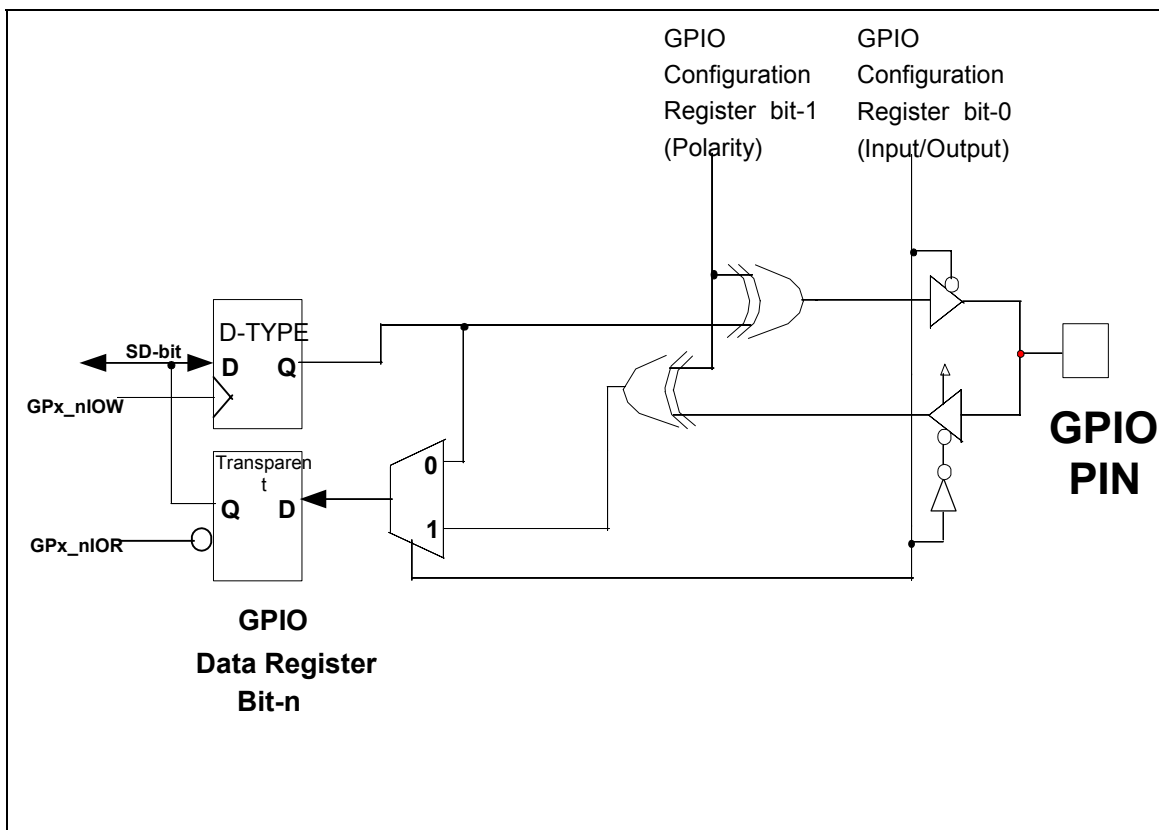 GPIO
Configuration
Register bit-1
(Polarity)
GPIO
Configuration
Register bit-0
(Input/Output)
D-TYPE
SD-bit
D Q
GPx_nIOW
Transparen
t
Q D
GPx_nIOR
0
1
GPIO
PIN
GPIO
Data Register
Bit-n